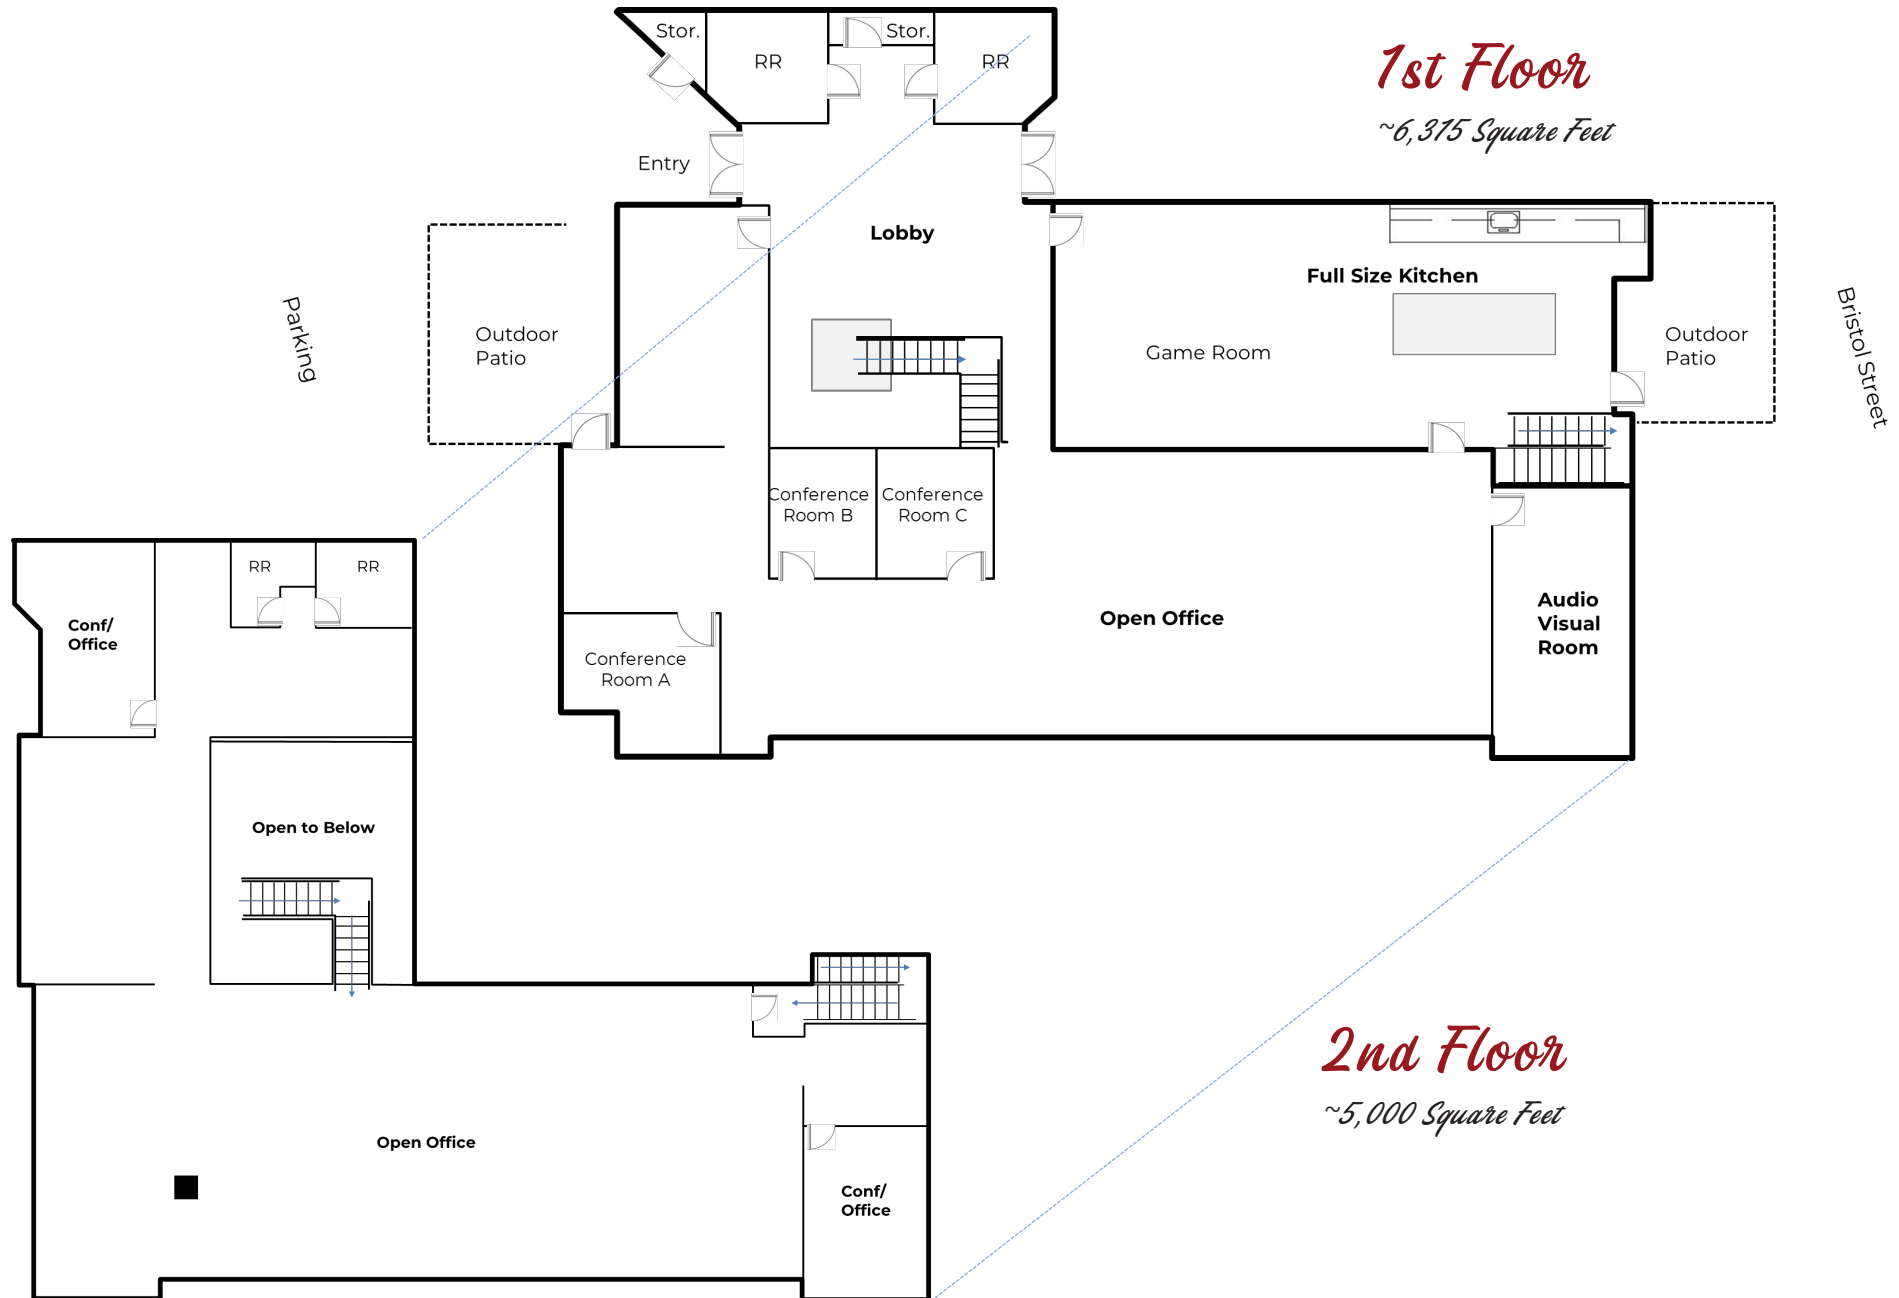 Stor.
RR
Stor.
RR
1st Floor
~6,375 Square Feet
Entry
Lobby
Full Size Kitchen
Game Room
Outdoor
Patio
Parking
Outdoor
Patio
Bristol Street
Conference
Room B
Conference
Room C
Open Office
Audio
Visual
Room
Conference
Room A
RR
RR
Conf/
Office
Open to Below
Open Office
Conf/
Office
2nd Floor
~5,000 Square Feet